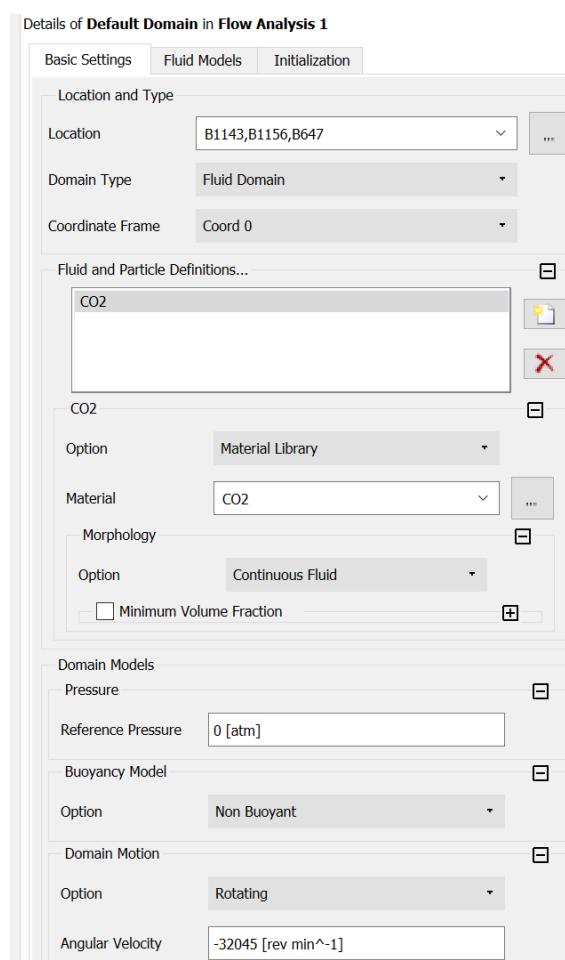 Details of Default Domain in Flow Analysis 1
Basic Settings Fluid Models Initialization
Location and Type
Location B1143,B1156,B647 ...
Domain Type Fluid Domain
Coordinate Frame Coord 0
Fluid and Particle Definitions...
CO2
CO2
Option Material Library
Material CO2 ...
Morphology
Option Continuous Fluid
Minimum Volume Fraction
Domain Models
Pressure
Reference Pressure 0 [atm]
Buoyancy Model
Option Non Buoyant
Domain Motion
Option Rotating
Angular Velocity -32045 [rev min^-1]